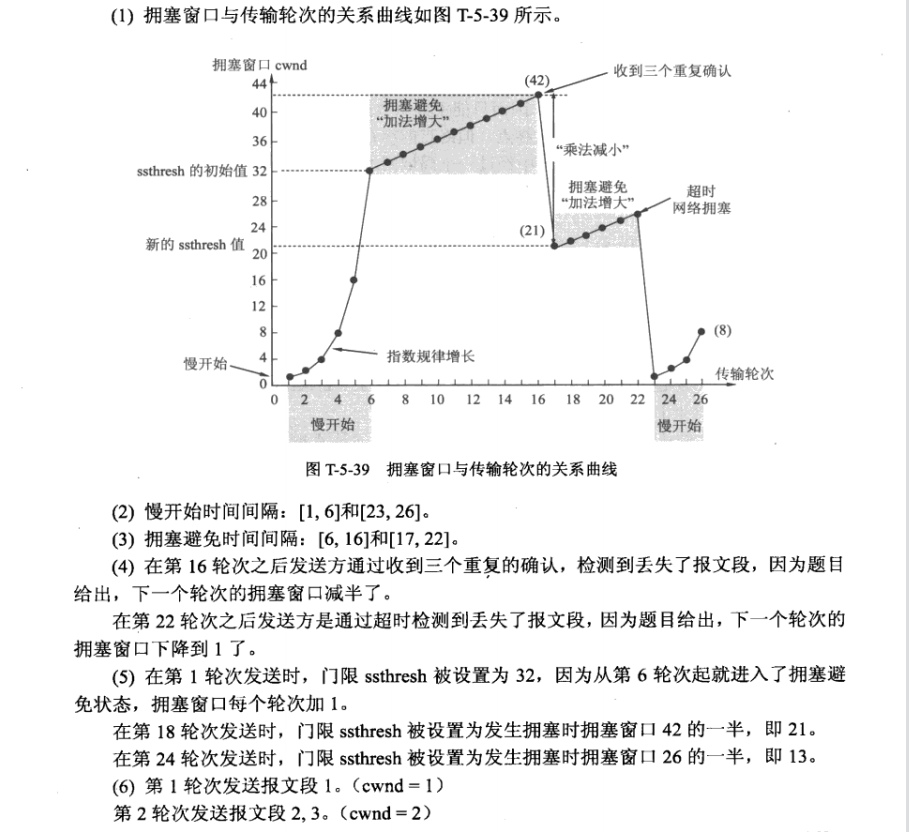 (1) 拥塞窗口与传输轮次的关系曲线如图 T-5-39 所示。
拥塞窗口 cwnd
44
(42)
收到三个重复确认
40
拥塞避免
“加法增大”
36
“乘法减小”
ssthresh 的初始值 32
拥塞避免
“加法增大”
超时
网络拥塞
28
24
(21)
新的 ssthresh 值
20
16
12
8
(8)
慢开始
4
指数规律增长
传输轮次
0
0 2 4 6 8 10 12 14 16 18 20 22 24 26
慢开始
慢开始
图 T-5-39 拥塞窗口与传输轮次的关系曲线
(2) 慢开始时间间隔：[1, 6]和[23, 26]。
(3) 拥塞避免时间间隔：[6, 16]和[17, 22]。
(4) 在第 16 轮次之后发送方通过收到三个重复的确认，检测到丢失了报文段，因为题目
给出，下一个轮次的拥塞窗口减半了。
在第 22 轮次之后发送方是通过超时检测到丢失了报文段，因为题目给出，下一个轮次的
拥塞窗口下降到 1 了。
(5) 在第 1 轮次发送时，门限 ssthresh 被设置为 32，因为从第 6 轮次起就进入了拥塞避
免状态，拥塞窗口每个轮次加 1。
在第 18 轮次发送时，门限 ssthresh 被设置为发生拥塞时拥塞窗口 42 的一半，即 21。
在第 24 轮次发送时，门限 ssthresh 被设置为发生拥塞时拥塞窗口 26 的一半，即 13。
(6) 第 1 轮次发送报文段 1。（cwnd = 1）
第 2 轮次发送报文段 2, 3。（cwnd = 2）